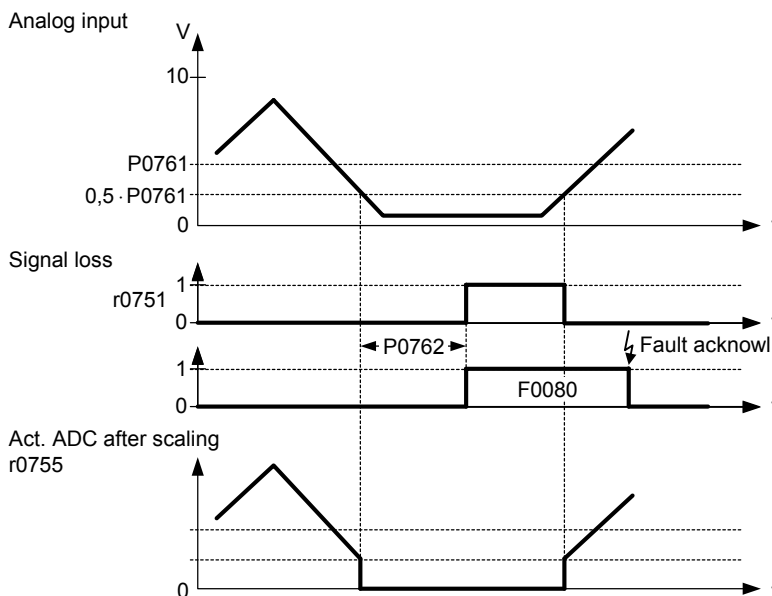 Analog input
V
10
P0761
0,5 · P0761
0
Signal loss
r0751
1
0
P0762
Fault acknowl
1
F0080
0
Act. ADC after scaling
r0755
0